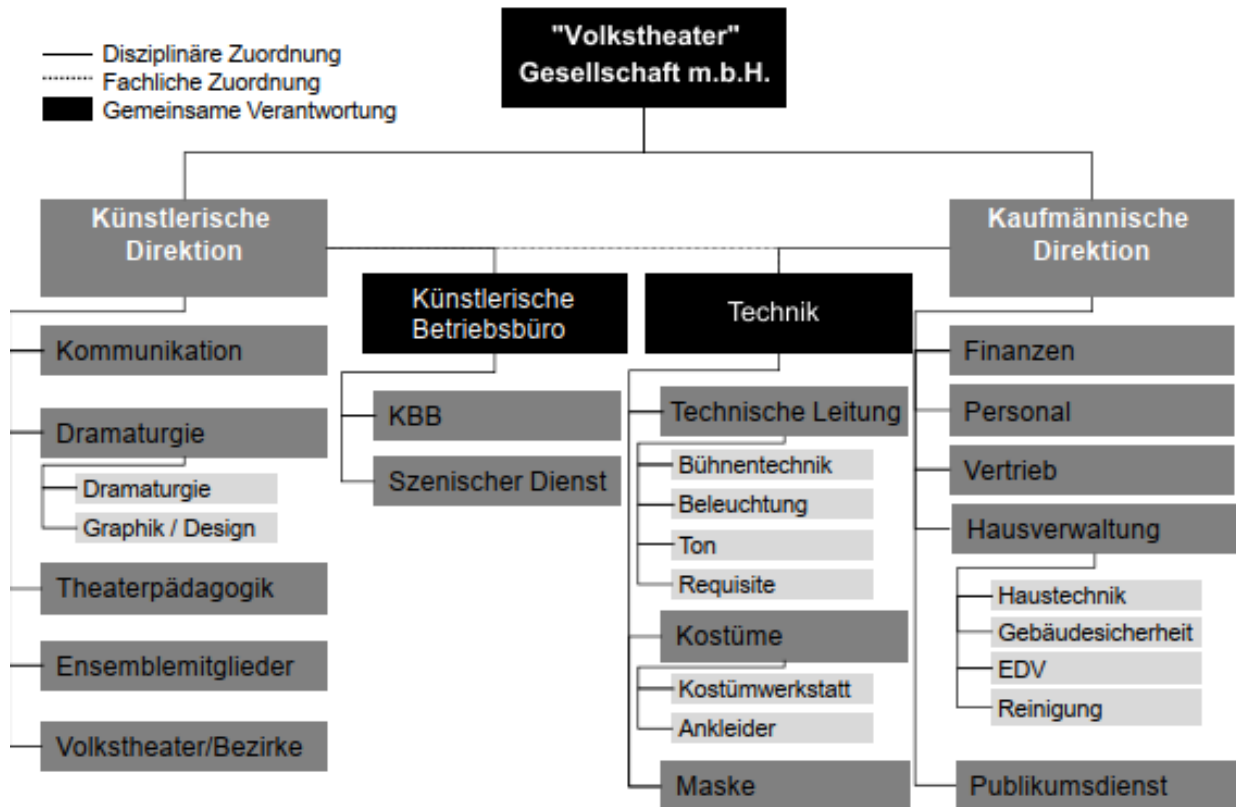 "Volkstheater"
Gesellschaft m.b.H.
Disziplinäre Zuordnung
Fachliche Zuordnung
Gemeinsame Verantwortung
Künstlerische
Direktion
Kaufmännische
Direktion
Künstlerische
Betriebsbüro
Technik
Kommunikation
Dramaturgie
Dramaturgie
Graphik / Design
Theaterpädagogik
Ensemblemitglieder
Volkstheater/Bezirke
KBB
Szenischer Dienst
Technische Leitung
Bühnentechnik
Beleuchtung
Ton
Requisite
Kostüme
Kostümwerkstatt
Ankleider
Maske
Finanzen
Personal
Vertrieb
Hausverwaltung
Haustechnik
Gebäudesicherheit
EDV
Reinigung
Publikumsdienst